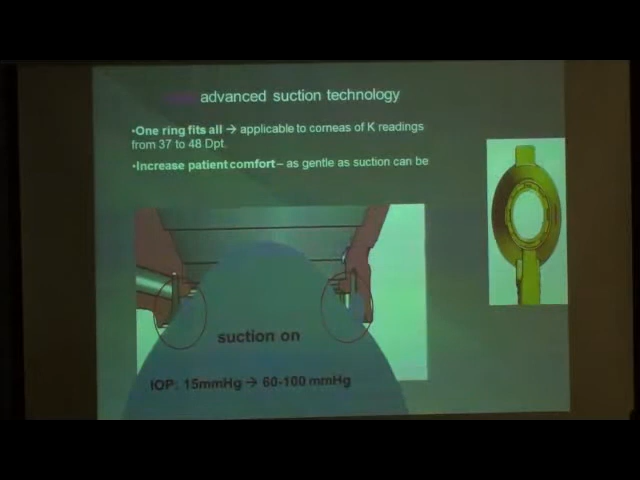 advanced suction technology
•One ring fits all → applicable to corneas of K readings
from 37 to 48 Dpt.
•Increase patient comfort – as gentle as suction can be
suction on
IOP: 15mmHg → 60-100 mmHg